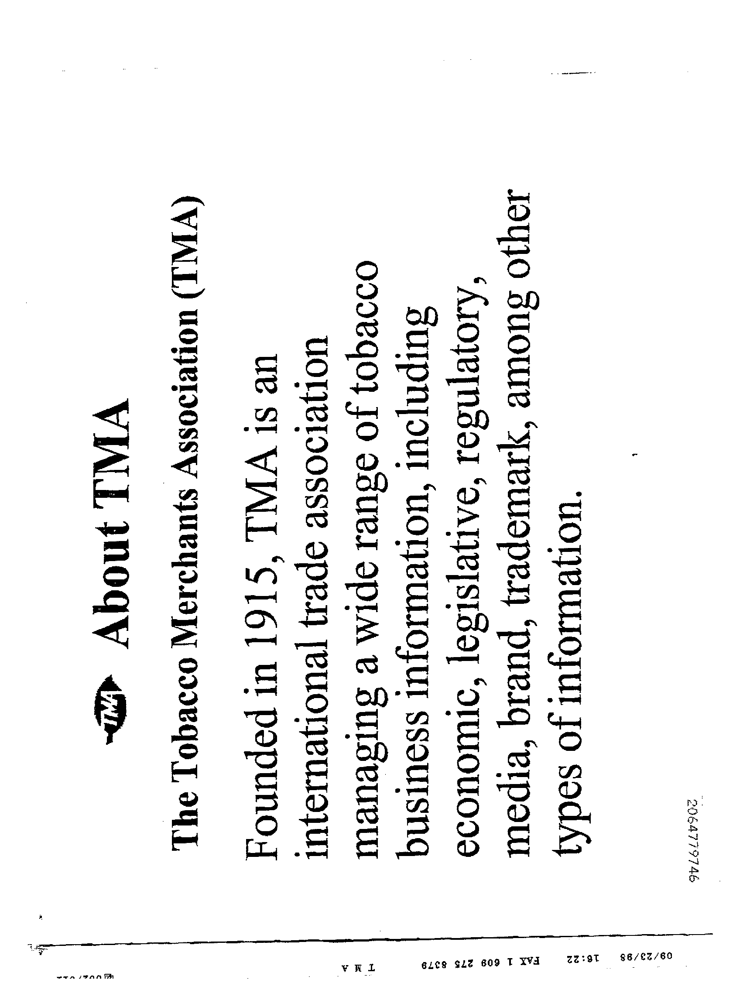 TMA About TMA
The Tobacco Merchants Association (TMA)
Founded in 1915, TMA is an
international trade association
managing a wide range of tobacco
business information, including
economic, legislative, regulatory,
media, brand, trademark, among other
types of information.
2064779746
09/23/98 16:22 FAX 1 609 275 8379 T M A